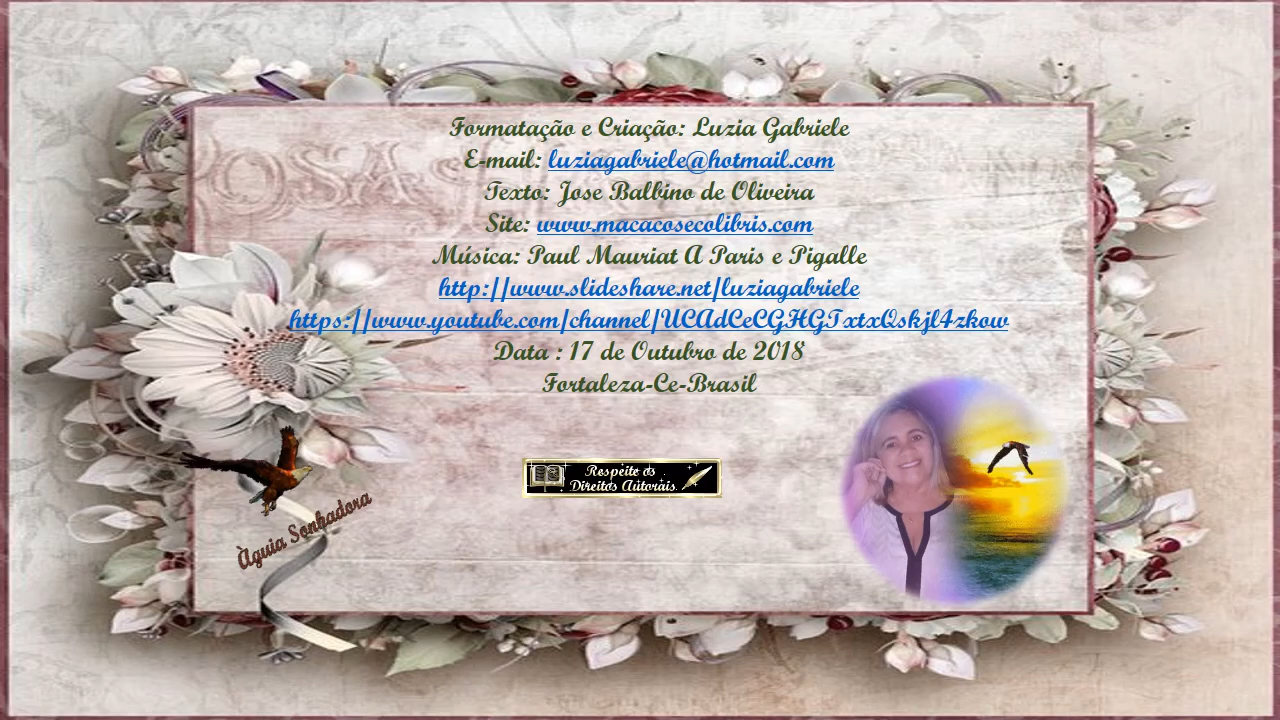 Formatação e Criação: Luzia Gabriele
E-mail: luziagabriele@hotmail.com
Texto: Jose Balbino de Oliveira
Site: www.macacosecolibris.com
Música: Paul Mauriat A Paris e Pigalle
http://www.slideshare.net/luziagabriele
https://www.youtube.com/channel/UCAdCeCGHGTxtxQskjl4zkow
Data : 17 de Outubro de 2018
Fortaleza-Ce-Brasil
Respeite os
Direitos Autorais
Àguia Sonhadora